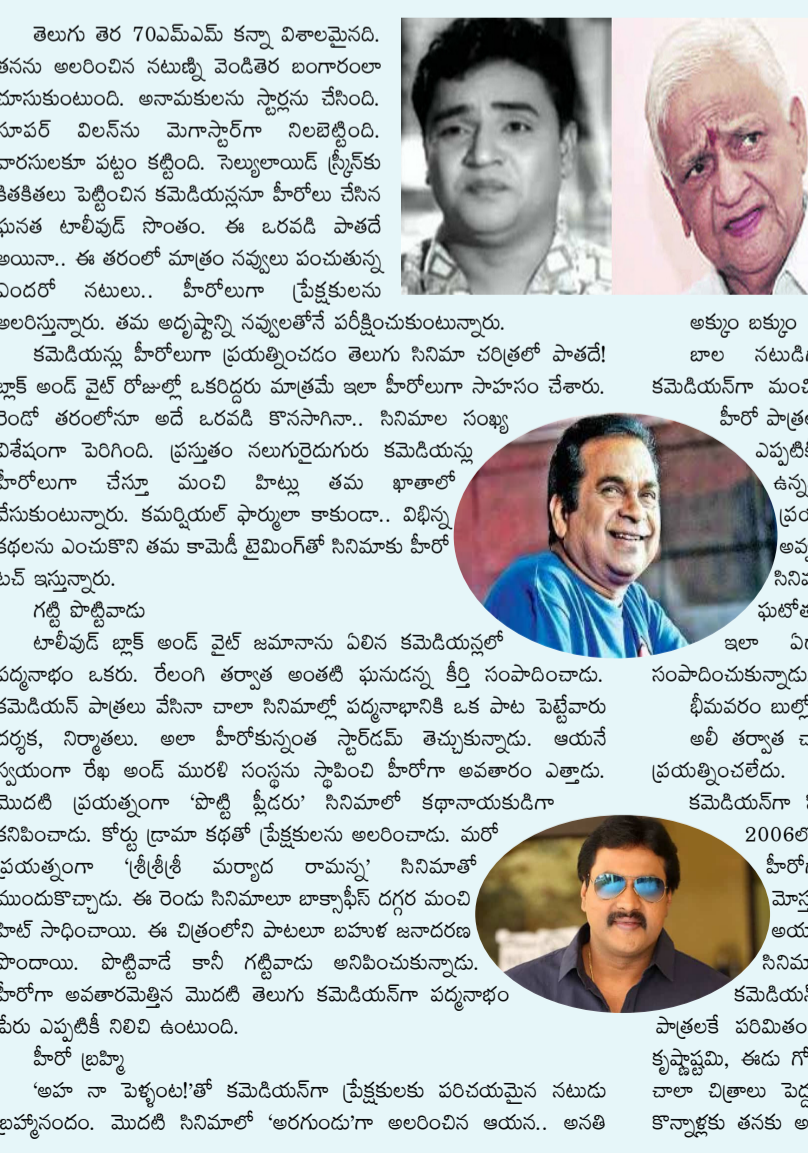 తెలుగు తెర 70ఎమ్ఎమ్ కన్నా విశాలమైనది.
తనను అలరించిన నటుణ్ని వెండితెర బంగారంలా
చూసుకుంటుంది. అనామకులను స్టార్లను చేసింది.
సూపర్ విలన్‌ను మెగాస్టార్‌గా నిలబెట్టింది.
వారసులకూ పట్టం కట్టింది. సెల్యులాయిడ్ స్క్రీన్‌కు
కితకితలు పెట్టించిన కమెడియన్లనూ హీరోలు చేసిన
ఘనత టాలీవుడ్ సొంతం. ఈ ఒరవడి పాతదే
అయినా.. ఈ తరంలో మాత్రం నవ్వులు పంచుతున్న
ఎందరో నటులు.. హీరోలుగా ప్రేక్షకులను
అలరిస్తున్నారు. తమ అదృష్టాన్ని నవ్వులతోనే పరీక్షించుకుంటున్నారు.
కమెడియన్లు హీరోలుగా ప్రయత్నించడం తెలుగు సినిమా చరిత్రలో పాతదే!
బ్లాక్ అండ్ వైట్ రోజుల్లో ఒకరిద్దరు మాత్రమే ఇలా హీరోలుగా సాహసం చేశారు.
రెండో తరంలోనూ అదే ఒరవడి కొనసాగినా.. సినిమాల సంఖ్య
విశేషంగా పెరిగింది. ప్రస్తుతం నలుగురైదుగురు కమెడియన్లు
హీరోలుగా చేస్తూ మంచి హిట్లు తమ ఖాతాలో
వేసుకుంటున్నారు. కమర్షియల్ ఫార్ములా కాకుండా.. విభిన్న
కథలను ఎంచుకొని తమ కామెడీ టైమింగ్‌తో సినిమాకు హీరో
టచ్ ఇస్తున్నారు.
గట్టి పొట్టివాడు
టాలీవుడ్ బ్లాక్ అండ్ వైట్ జమానాను ఏలిన కమెడియన్లలో
పద్మనాభం ఒకరు. రేలంగి తర్వాత అంతటి ఘనుడన్న కీర్తి సంపాదించాడు.
కమెడియన్ పాత్రలు వేసినా చాలా సినిమాల్లో పద్మనాభానికి ఒక పాట పెట్టేవారు
దర్శక, నిర్మాతలు. అలా హీరోకున్నంత స్టార్‌డమ్ తెచ్చుకున్నాడు. ఆయనే
స్వయంగా రేఖ అండ్ మురళి సంస్థను స్థాపించి హీరోగా అవతారం ఎత్తాడు.
మొదటి ప్రయత్నంగా ‘పొట్టి ప్లీడరు’ సినిమాలో కథానాయకుడిగా
కనిపించాడు. కోర్టు డ్రామా కథతో ప్రేక్షకులను అలరించాడు. మరో
ప్రయత్నంగా ‘శ్రీశ్రీశ్రీ మర్యాద రామన్న’ సినిమాతో
ముందుకొచ్చాడు. ఈ రెండు సినిమాలూ బాక్సాఫీస్ దగ్గర మంచి
హిట్ సాధించాయి. ఈ చిత్రంలోని పాటలూ బహుళ జనాదరణ
పొందాయి. పొట్టివాడే కానీ గట్టివాడు అనిపించుకున్నాడు.
హీరోగా అవతారమెత్తిన మొదటి తెలుగు కమెడియన్‌గా పద్మనాభం
పేరు ఎప్పటికీ నిలిచి ఉంటుంది.
హీరో బ్రహ్మి
‘అహ నా పెళ్ళంట!’తో కమెడియన్‌గా ప్రేక్షకులకు పరిచయమైన నటుడు
బ్రహ్మానందం. మొదటి సినిమాలో ‘అరగుండు’గా అలరించిన ఆయన.. అనతి
అక్కుం బక్కుం
బాల
కమెడియన్‌గా
హీరో
ఇలా
సంపాదించుకున్నాడు
భీమవరం
అలీ తర్వాత
ప్రయత్నించలేదు.
కమెడియన్‌గా
2006లో
పాత్రలకే
కృష్ణాష్టమి, ఈడు
చాలా చిత్రాలు
కొన్నాళ్లకు తనకు